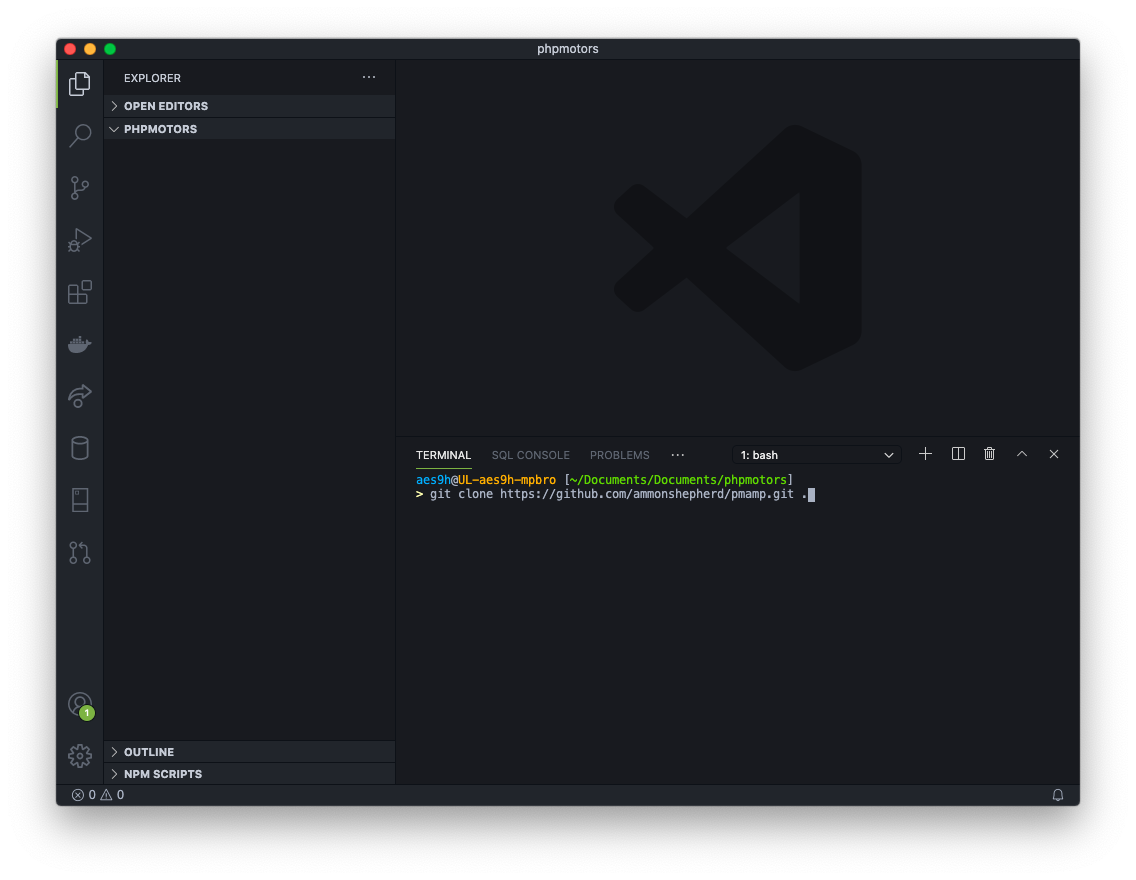 phpmotors
EXPLORER
OPEN EDITORS
PHPMOTORS
TERMINAL SQL CONSOLE PROBLEMS 1: bash
aes9h@UL-aes9h-mpbro [~/Documents/Documents/phpmotors]
> git clone https://github.com/ammonshepherd/pmamp.git .
1
OUTLINE
NPM SCRIPTS
0 0